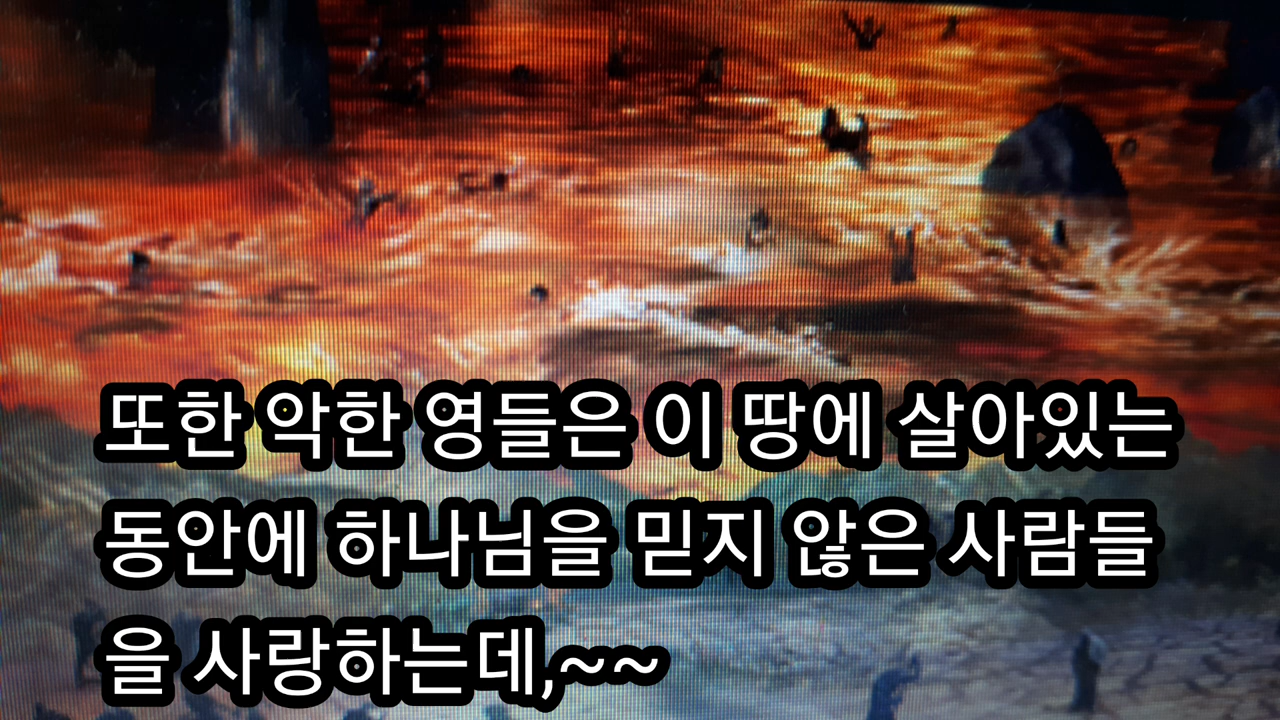 또한 악한 영들은 이 땅에 살아있는
동안에 하나님을 믿지 않은 사람들
을 사랑하는데,~~